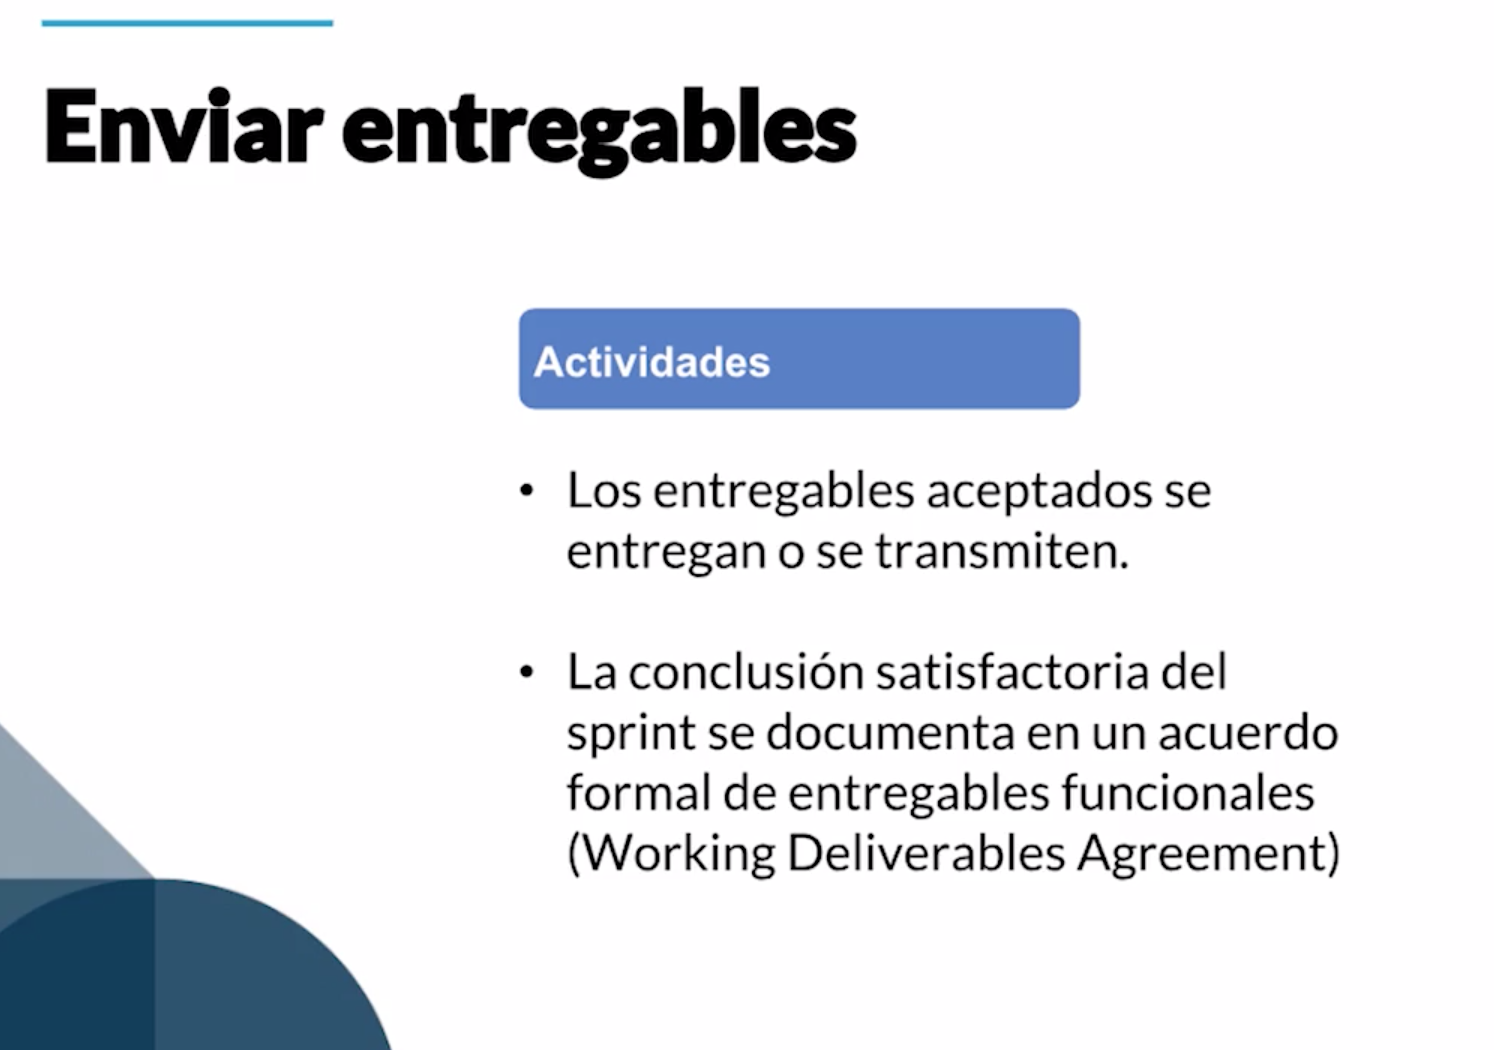 Enviar entregables
Actividades
• Los entregables aceptados se
entregan o se transmiten.
• La conclusión satisfactoria del
sprint se documenta en un acuerdo
formal de entregables funcionales
(Working Deliverables Agreement)